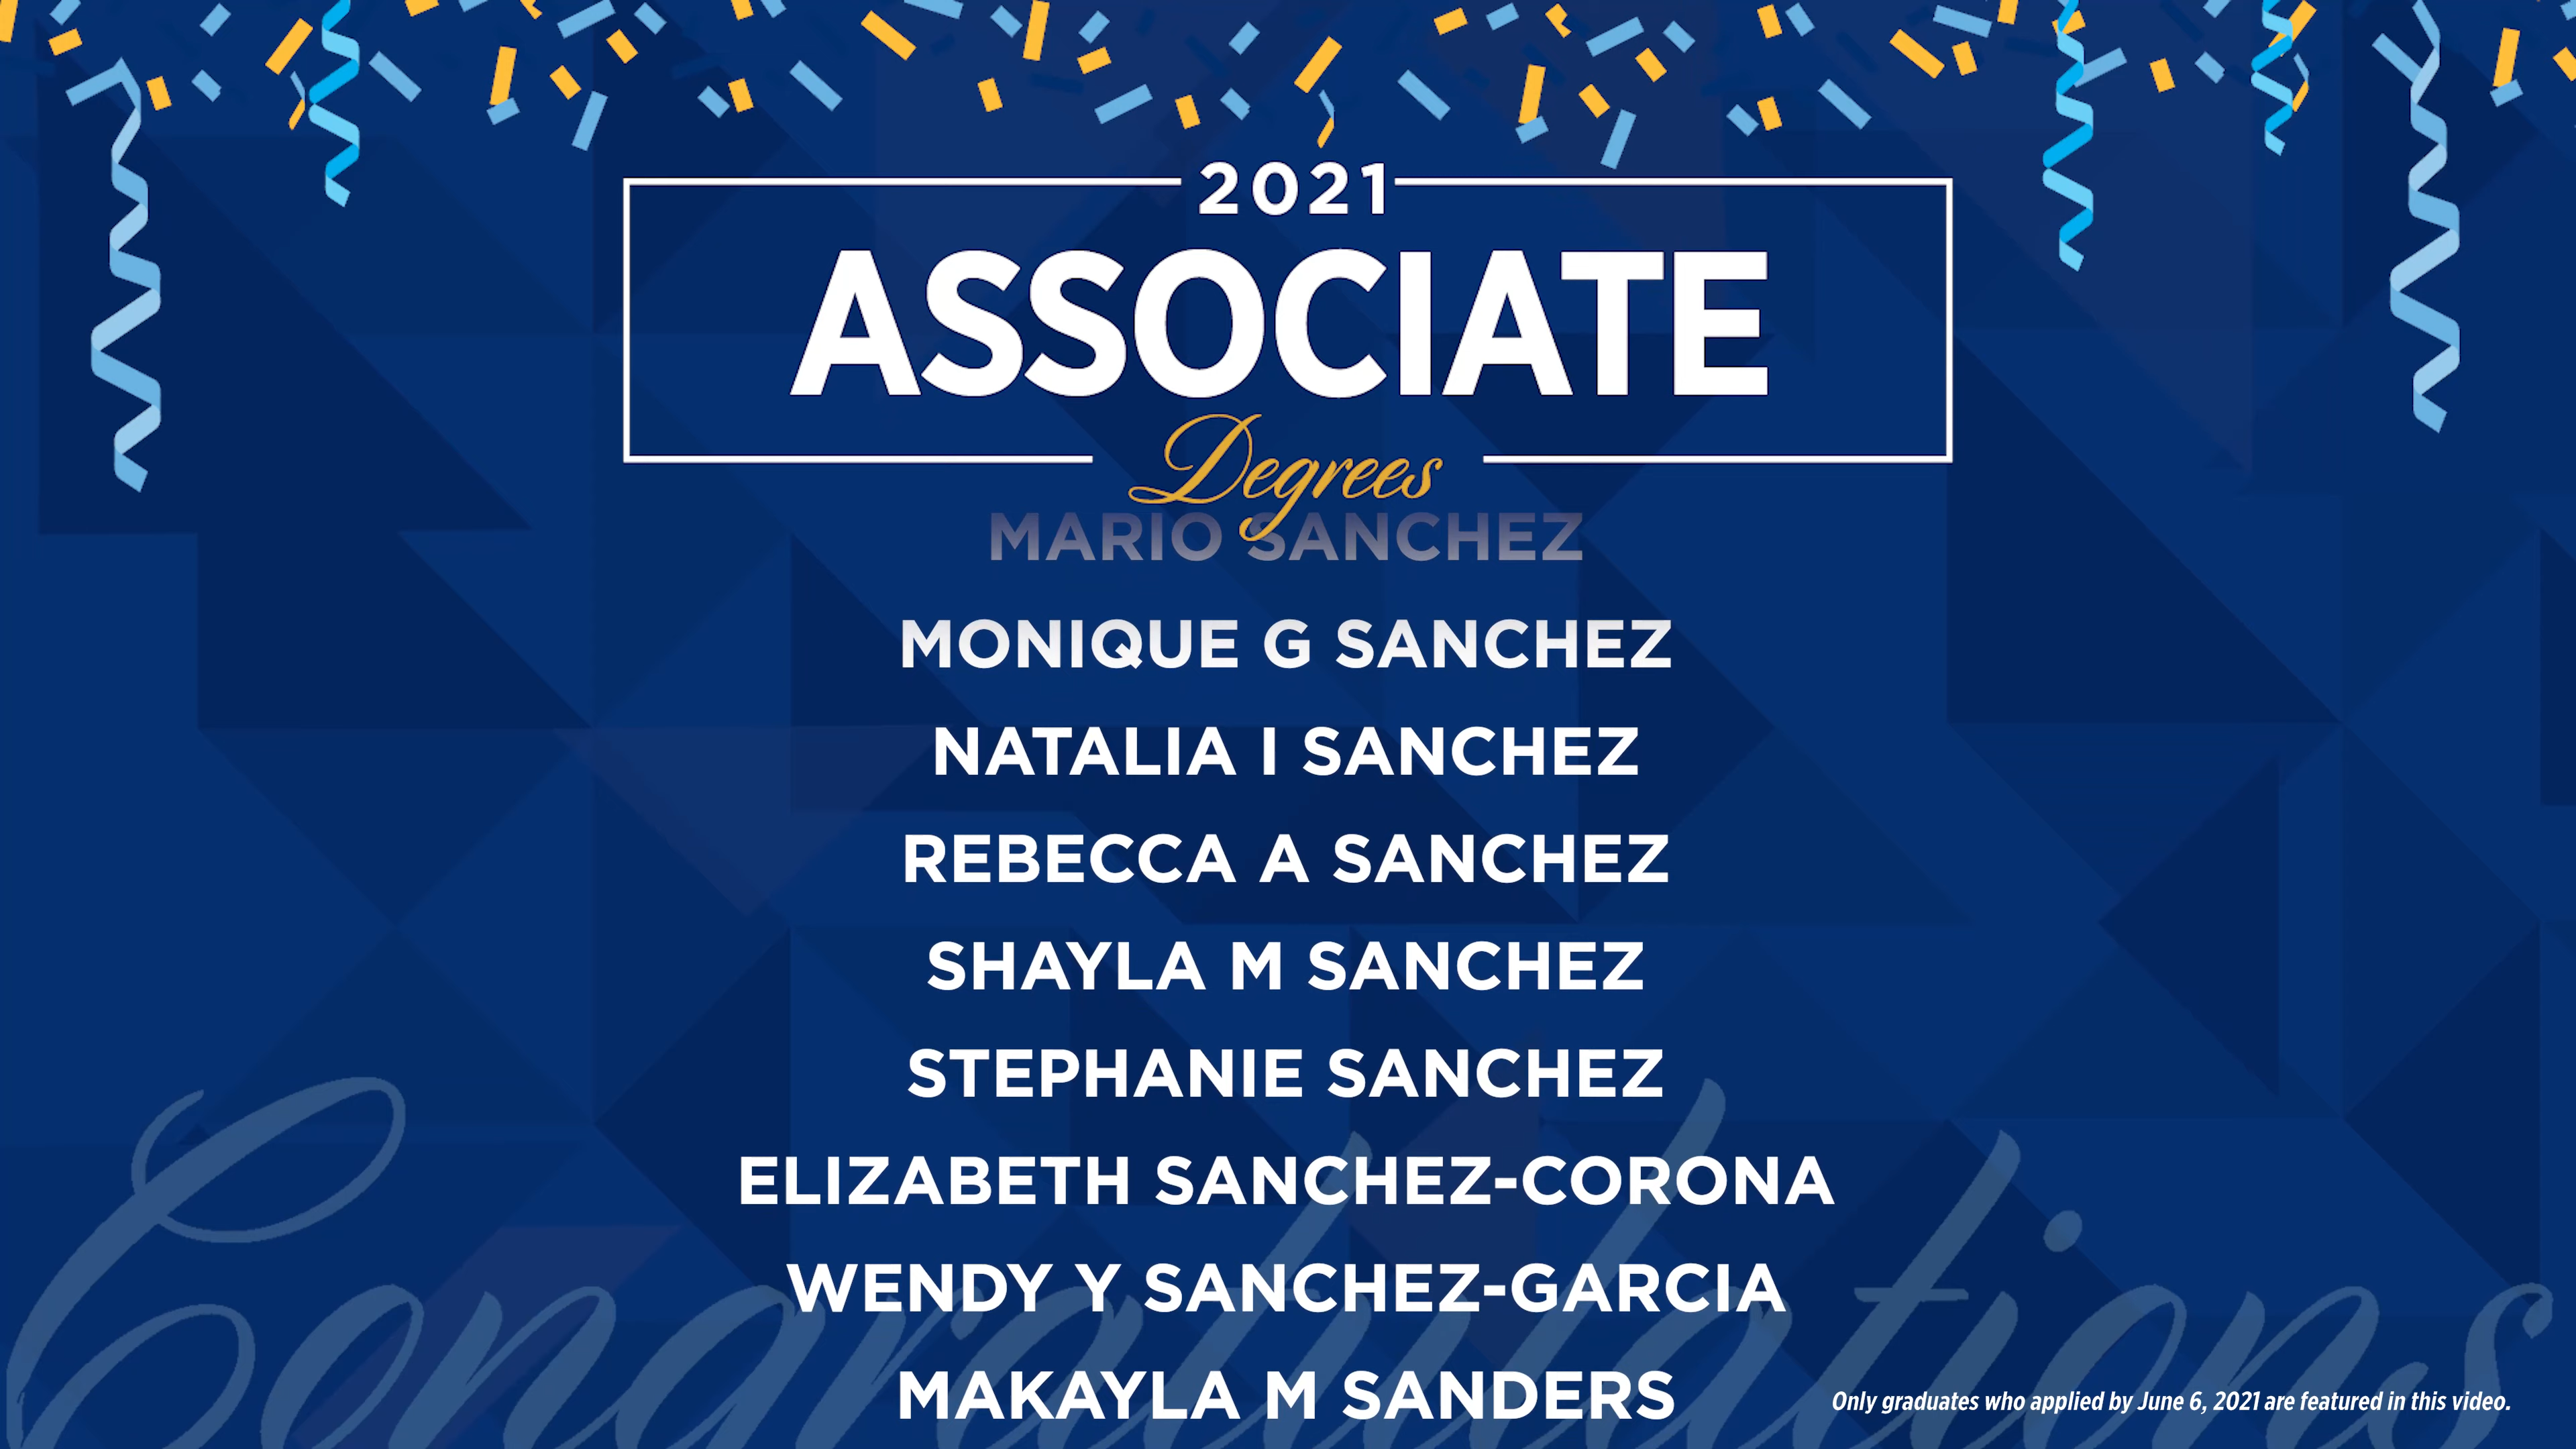 2021
ASSOCIATE
Degrees
MARIO SANCHEZ
MONIQUE G SANCHEZ
NATALIA I SANCHEZ
REBECCA A SANCHEZ
SHAYLA M SANCHEZ
STEPHANIE SANCHEZ
ELIZABETH SANCHEZ-CORONA
WENDY Y SANCHEZ-GARCIA
MAKAYLA M SANDERS
Congratulations
Only graduates who applied by June 6, 2021 are featured in this video.